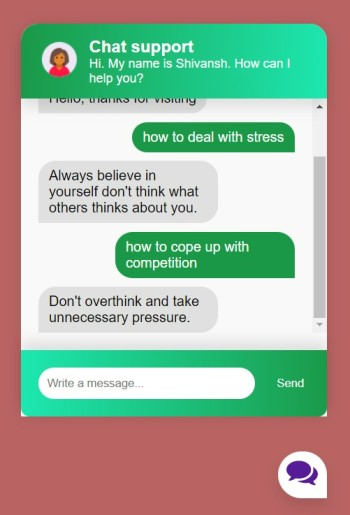 Chat support
Hi. My name is Shivansh. How can I
help you?
Hello, thanks for visiting
how to deal with stress
Always believe in
yourself don't think what
others thinks about you.
how to cope up with
competition
Don't overthink and take
unnecessary pressure.
Write a message...
Send